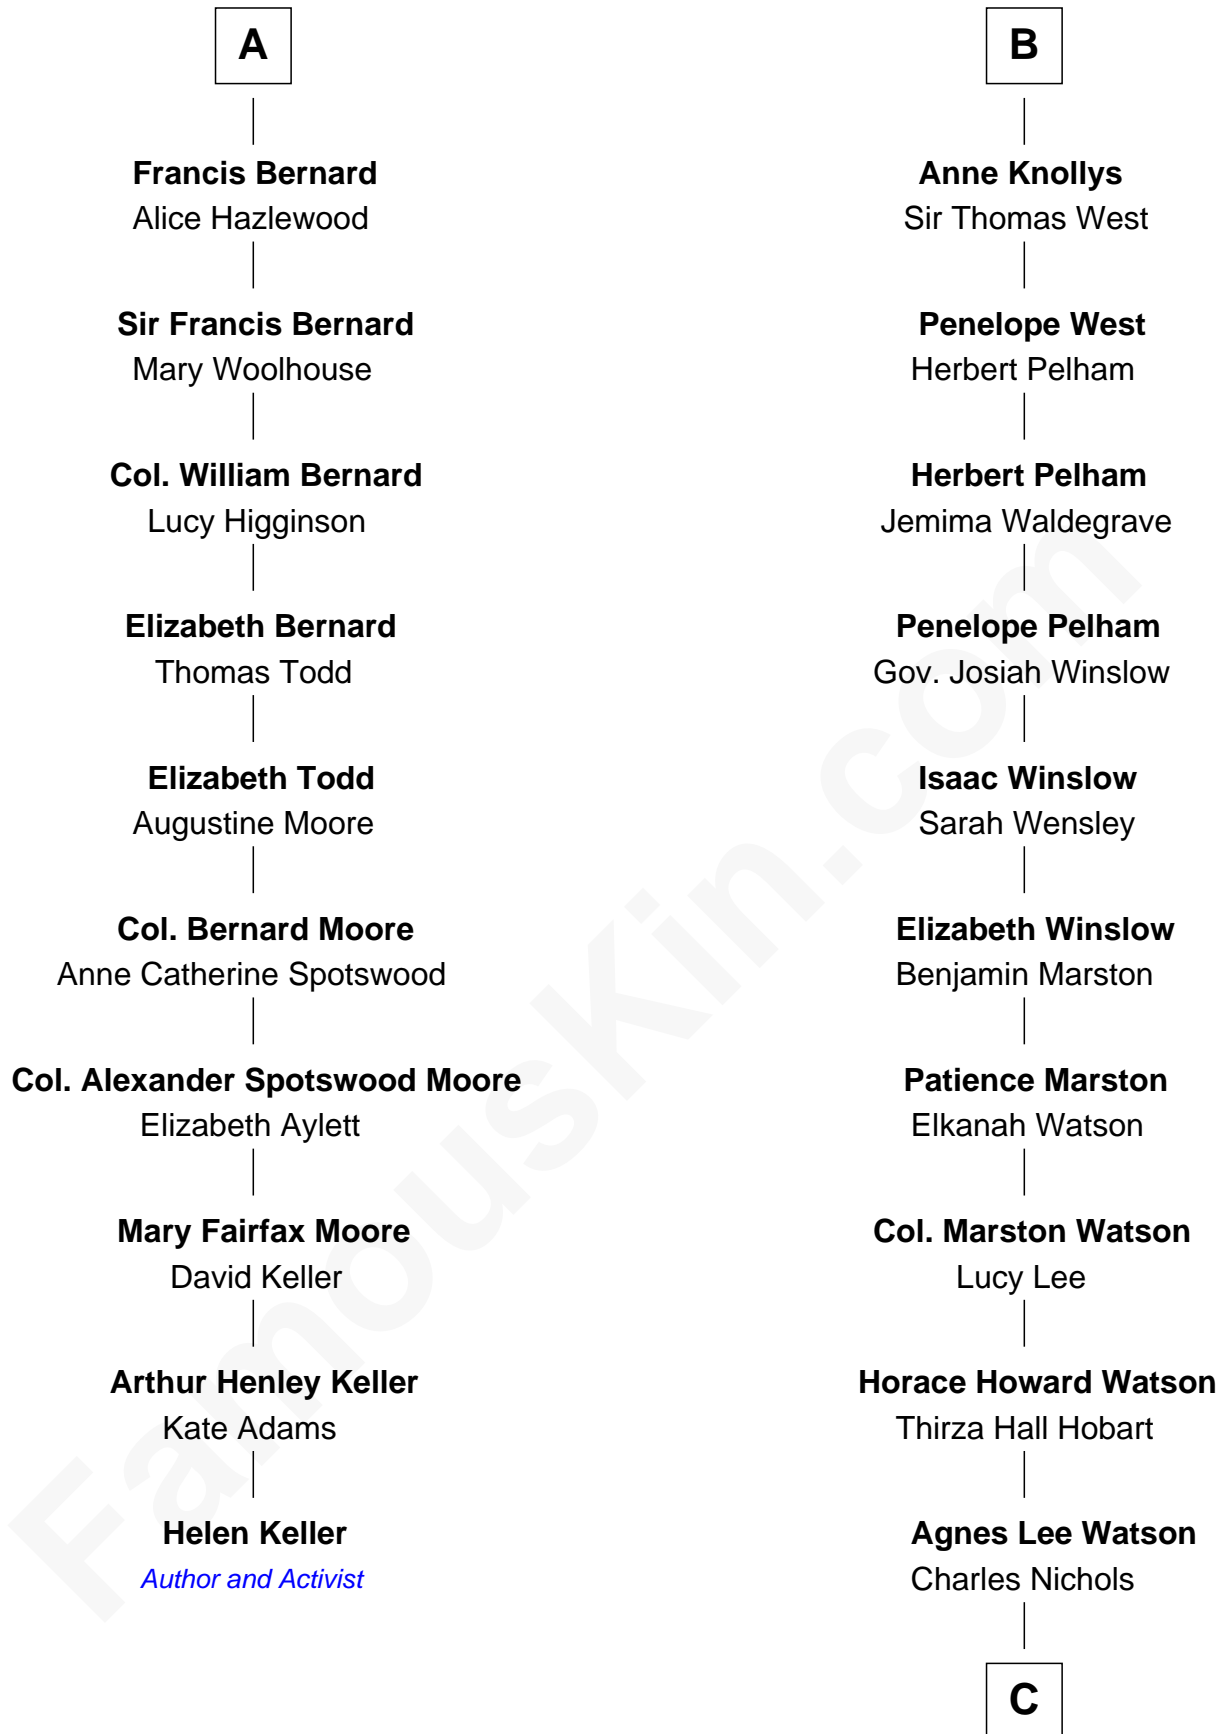 A
Francis Bernard
Alice Hazlewood
Sir Francis Bernard
Mary Woolhouse
Col. William Bernard
Lucy Higginson
Elizabeth Bernard
Thomas Todd
Elizabeth Todd
Augustine Moore
Col. Bernard Moore
Anne Catherine Spotswood
Col. Alexander Spotswood Moore
Elizabeth Aylett
Mary Fairfax Moore
David Keller
Arthur Henley Keller
Kate Adams
Helen Keller
Author and Activist
B
Anne Knollys
Sir Thomas West
Penelope West
Herbert Pelham
Herbert Pelham
Jemima Waldegrave
Penelope Pelham
Gov. Josiah Winslow
Isaac Winslow
Sarah Wensley
Elizabeth Winslow
Benjamin Marston
Patience Marston
Elkanah Watson
Col. Marston Watson
Lucy Lee
Horace Howard Watson
Thirza Hall Hobart
Agnes Lee Watson
Charles Nichols
C
FamousKin.com